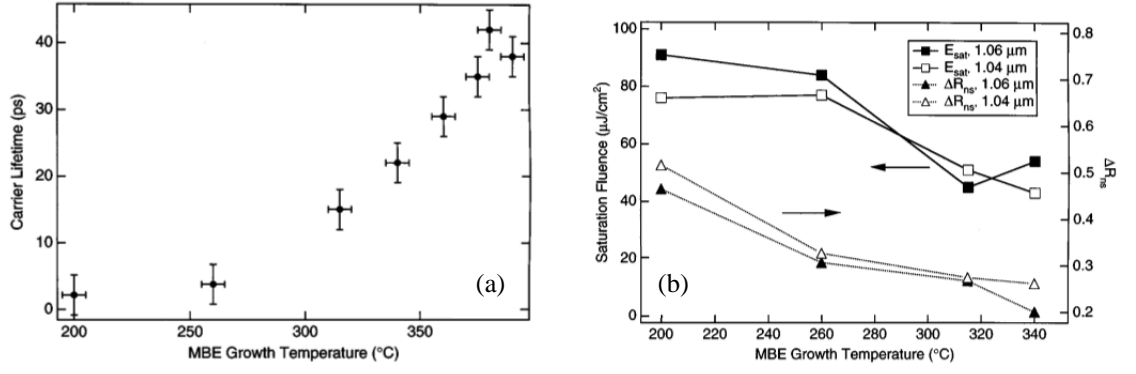 40
30
20
10
0
Carrier Lifetime (ps)
(a)
200 250 300 350
MBE Growth Temperature (°C)
100
80
60
40
20
0
Saturation Fluence (μJ/cm²)
E_sat, 1.06 μm
E_sat, 1.04 μm
ΔR_ns, 1.06 μm
ΔR_ns, 1.04 μm
0.8
0.7
0.6
0.5
0.4
0.3
0.2
ΔR_ns
(b)
200 220 240 260 280 300 320 340
MBE Growth Temperature (°C)